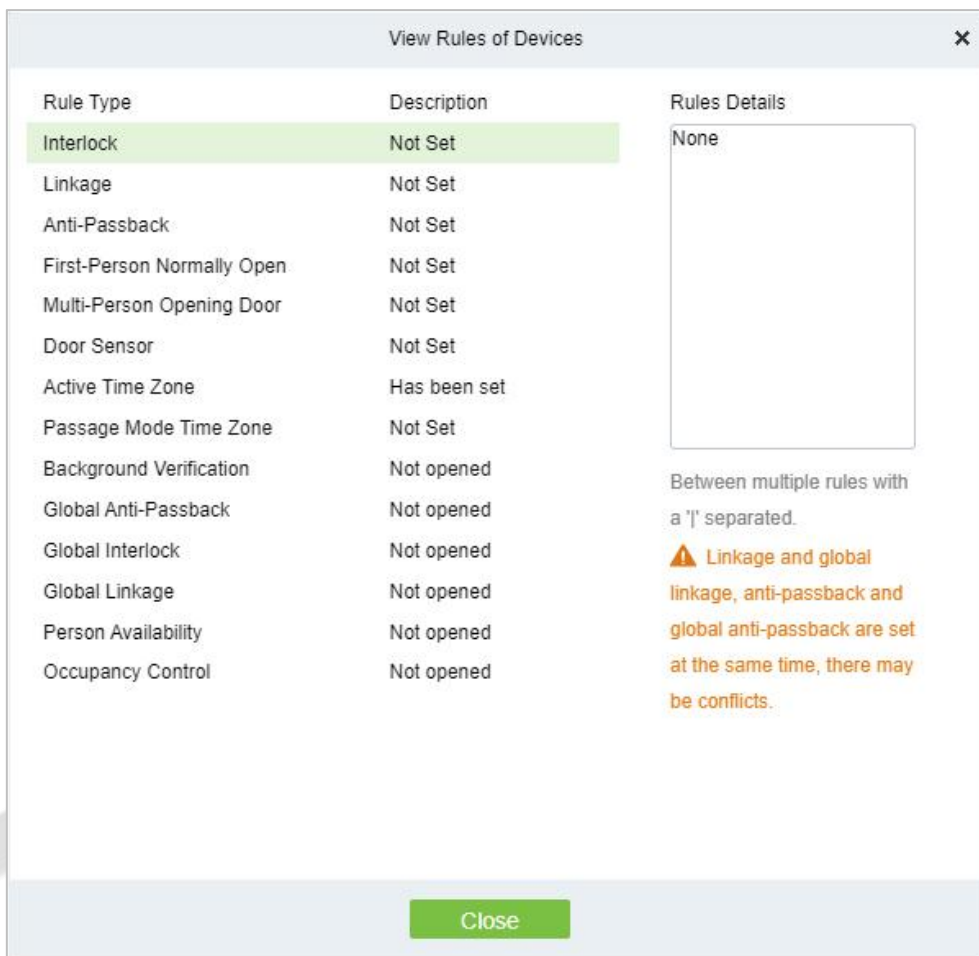 View Rules of Devices
Rule Type Description Rules Details
Interlock Not Set None
Linkage Not Set
Anti-Passback Not Set
First-Person Normally Open Not Set
Multi-Person Opening Door Not Set
Door Sensor Not Set
Active Time Zone Has been set
Passage Mode Time Zone Not Set
Background Verification Not opened
Global Anti-Passback Not opened
Global Interlock Not opened
Global Linkage Not opened
Person Availability Not opened
Occupancy Control Not opened
Between multiple rules with
a '|' separated.
Linkage and global
linkage, anti-passback and
global anti-passback are set
at the same time, there may
be conflicts.
Close